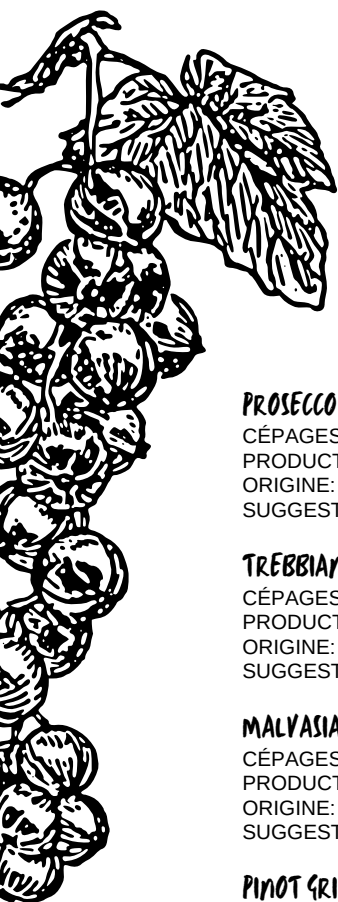 PROSECCO
CÉPAGES
PRODUCT
ORIGINE:
SUGGEST
TREBBIAN
CÉPAGES
PRODUCT
ORIGINE:
SUGGEST
MALVASIA
CÉPAGES
PRODUCT
ORIGINE:
SUGGEST
PINOT GRI